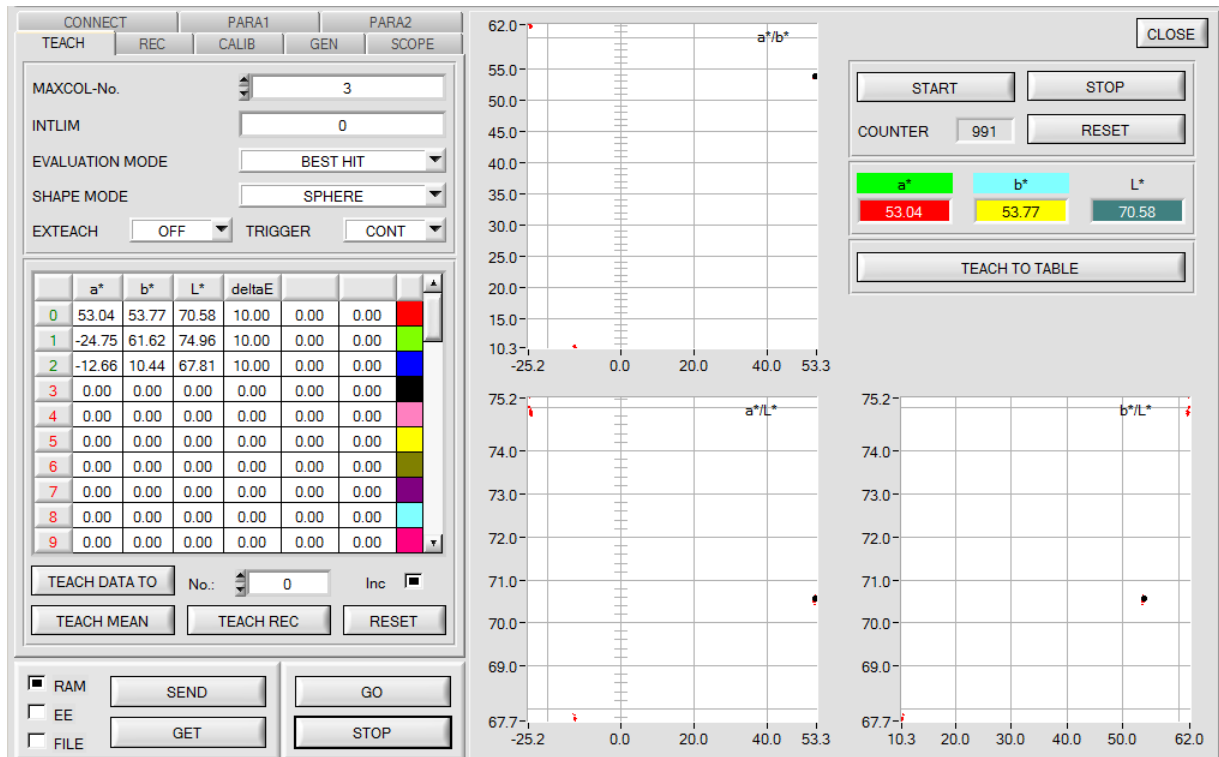 CONNECT PARA1 PARA2
TEACH REC CALIB GEN SCOPE
MAXCOL-No. 3
INTLIM 0
EVALUATION MODE BEST HIT
SHAPE MODE SPHERE
EXTEACH OFF TRIGGER CONT
a* b* L* deltaE
0 53.04 53.77 70.58 10.00 0.00 0.00
1 -24.75 61.62 74.96 10.00 0.00 0.00
2 -12.66 10.44 67.81 10.00 0.00 0.00
3 0.00 0.00 0.00 0.00 0.00 0.00
4 0.00 0.00 0.00 0.00 0.00 0.00
5 0.00 0.00 0.00 0.00 0.00 0.00
6 0.00 0.00 0.00 0.00 0.00 0.00
7 0.00 0.00 0.00 0.00 0.00 0.00
8 0.00 0.00 0.00 0.00 0.00 0.00
9 0.00 0.00 0.00 0.00 0.00 0.00
TEACH DATA TO No.: 0 Inc
TEACH MEAN TEACH REC RESET
RAM SEND GO
EE
FILE GET STOP
a*/b*
62.0
55.0
50.0
45.0
40.0
35.0
30.0
25.0
20.0
15.0
10.3
-25.2 0.0 20.0 40.0 53.3
a*/L*
75.2
74.0
73.0
72.0
71.0
70.0
69.0
67.7
-25.2 0.0 20.0 40.0 53.3
b*/L*
75.2
74.0
73.0
72.0
71.0
70.0
69.0
67.7
10.3 20.0 30.0 40.0 50.0 62.0
CLOSE
START STOP
COUNTER 991 RESET
a* b* L*
53.04 53.77 70.58
TEACH TO TABLE